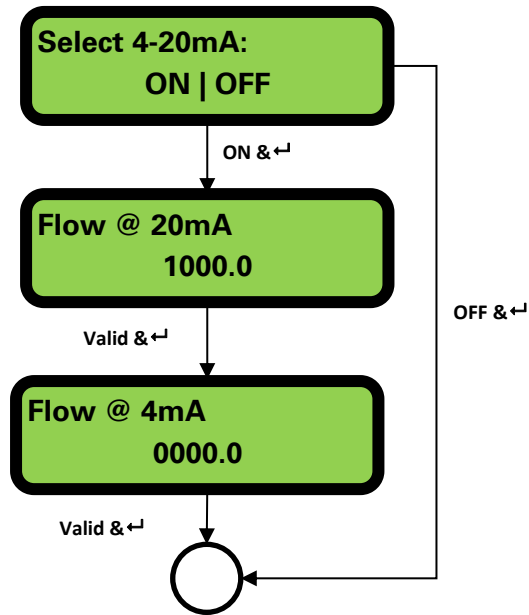 Select 4-20mA:
ON | OFF
ON & ↵
Flow @ 20mA
1000.0
OFF & ↵
Valid & ↵
Flow @ 4mA
0000.0
Valid & ↵